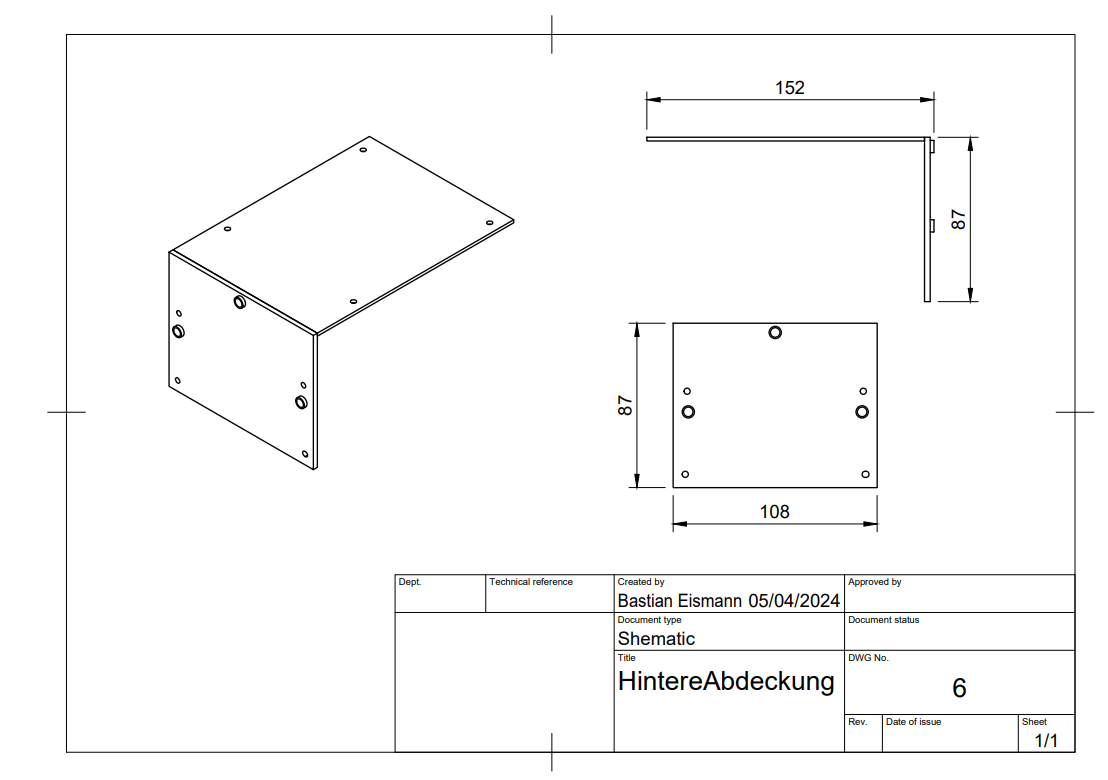 152
87
87
108
Dept.
Technical reference
Created by
Approved by
Bastian Eismann 05/04/2024
Document type
Document status
Shematic
Title
DWG No.
HintereAbdeckung
6
Rev.
Date of issue
Sheet
1/1